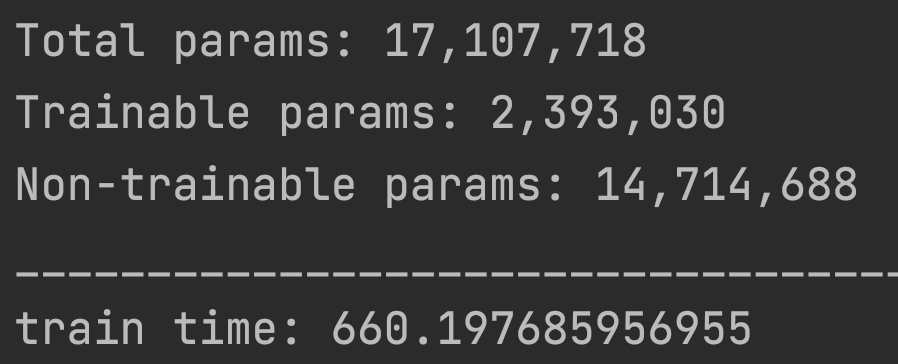 Total params: 17,107,718
Trainable params: 2,393,030
Non-trainable params: 14,714,688
__________________________________
train time: 660.197685956955